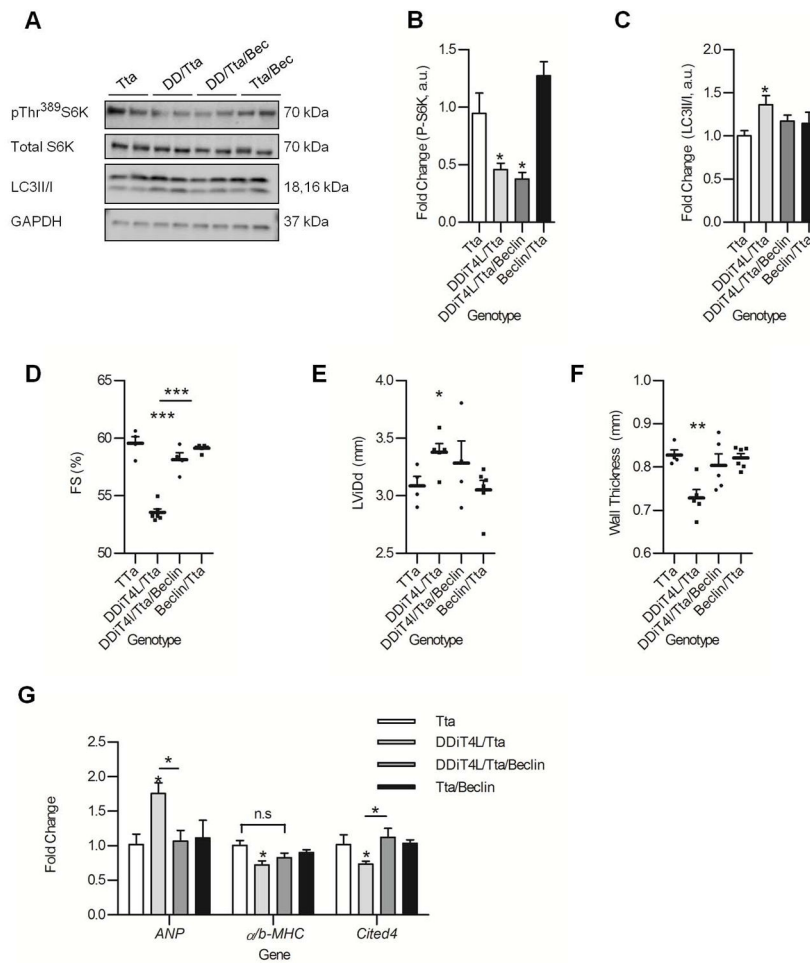 A
Tta DD/Tta DD/Tta/Bec Tta/Bec
pThr389S6K 70 kDa
Total S6K 70 kDa
LC3II/I 18,16 kDa
GAPDH 37 kDa
B
Fold Change (P-S6K, a.u.)
1.5
1.0
0.5
0.0
* *
Tta DDiT4L/Tta DDiT4L/Tta/Beclin Beclin/Tta
Genotype
C
Fold Change (LC3II/I, a.u.)
2.0
1.5
1.0
0.5
0.0
*
Tta DDiT4L/Tta DDiT4L/Tta/Beclin Beclin/Tta
Genotype
D
FS (%)
65
60
55
50
*** ***
TTa DDiT4L/Tta DDiT4l/Tta/Beclin Beclin/Tta
Genotype
E
LViDd (mm)
4.0
3.5
3.0
2.5
*
TTa DDiT4L/Tta DDiT4l/Tta/Beclin Beclin/Tta
Genotype
F
Wall Thickness (mm)
1.0
0.9
0.8
0.7
0.6
**
TTa DDiT4L/Tta DDiT4l/Tta/Beclin Beclin/Tta
Genotype
G
Tta
DDiT4L/Tta
DDiT4L/Tta/Beclin
Tta/Beclin
Fold Change
2.5
2.0
1.5
1.0
0.5
0.0
* *
n.s
*
* *
ANP α/b-MHC Cited4
Gene